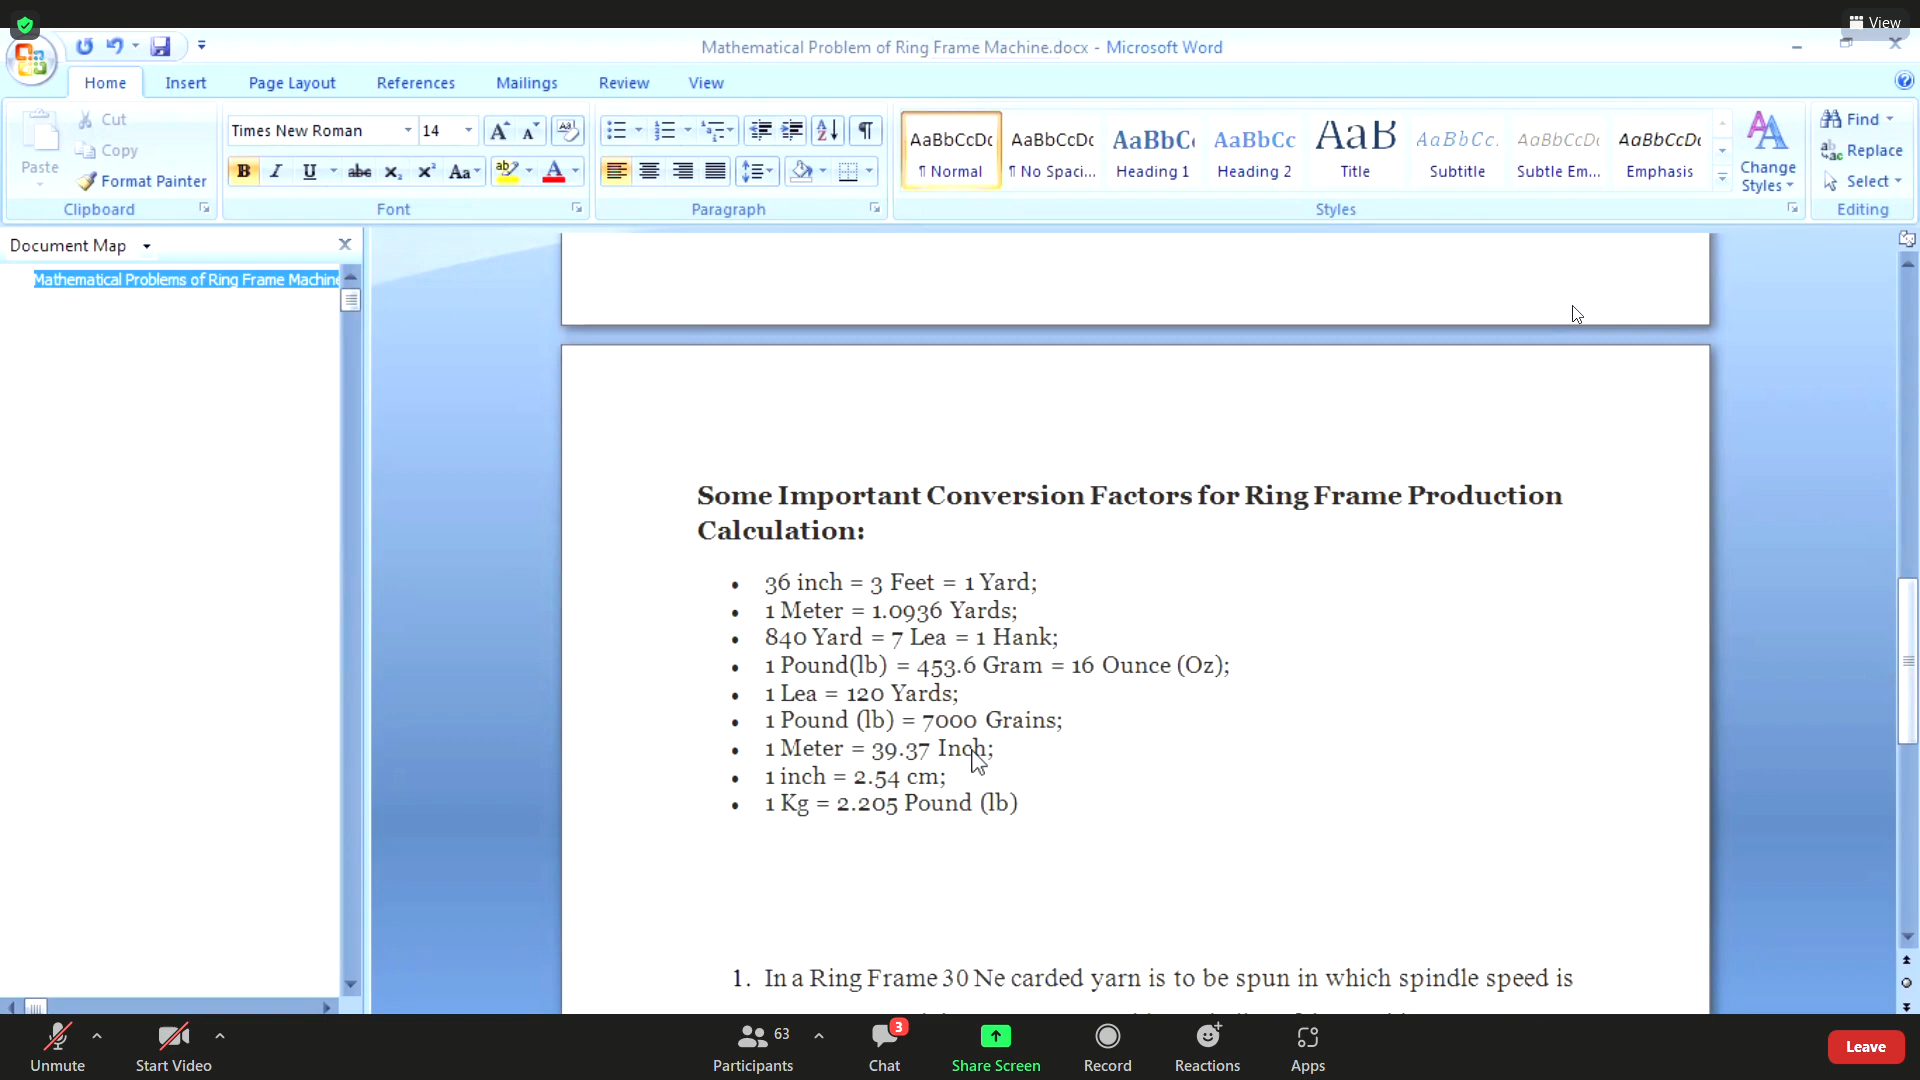 View
Mathematical Problem of Ring Frame Machine.docx - Microsoft Word
Home Insert Page Layout References Mailings Review View
Paste
Cut
Copy
Format Painter
Clipboard
Times New Roman 14
Font
Paragraph
AaBbCcDc AaBbCcDc AaBbC AaBbCc AaB AaBbCc. AaBbCcDc AaBbCcDc
¶ Normal ¶ No Spaci... Heading 1 Heading 2 Title Subtitle Subtle Em... Emphasis
Change Styles
Styles
Find
Replace
Select
Editing
Document Map
Mathematical Problems of Ring Frame Machine
Some Important Conversion Factors for Ring Frame Production
Calculation:
• 36 inch = 3 Feet = 1 Yard;
• 1 Meter = 1.0936 Yards;
• 840 Yard = 7 Lea = 1 Hank;
• 1 Pound(lb) = 453.6 Gram = 16 Ounce (Oz);
• 1 Lea = 120 Yards;
• 1 Pound (lb) = 7000 Grains;
• 1 Meter = 39.37 Inch;
• 1 inch = 2.54 cm;
• 1 Kg = 2.205 Pound (lb)
1. In a Ring Frame 30 Ne carded yarn is to be spun in which spindle speed is
Unmute Start Video Participants 63 Chat 3 Share Screen Record Reactions Apps Leave